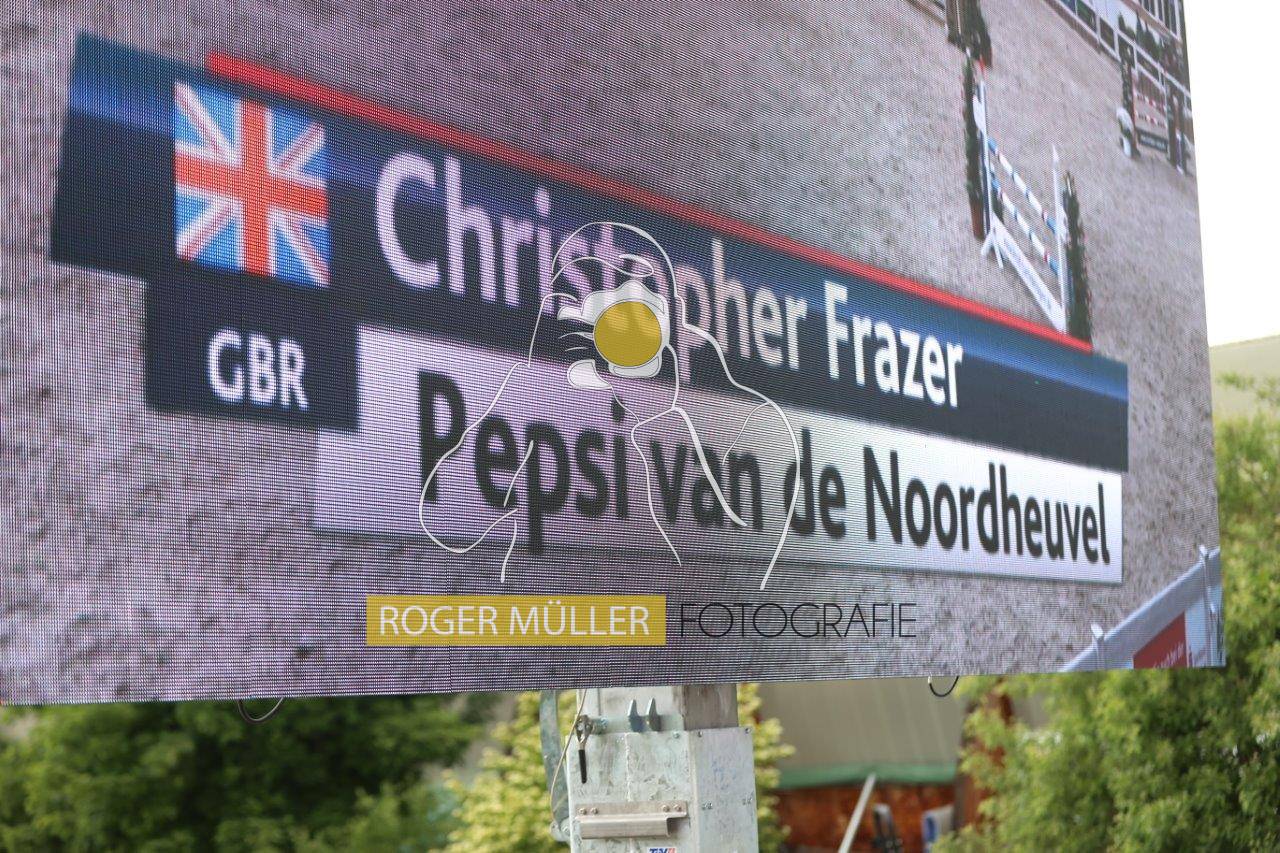 Christopher Frazer
GBR
Pepsi van de Noordheuvel
ROGER MÜLLER FOTOGRAFIE